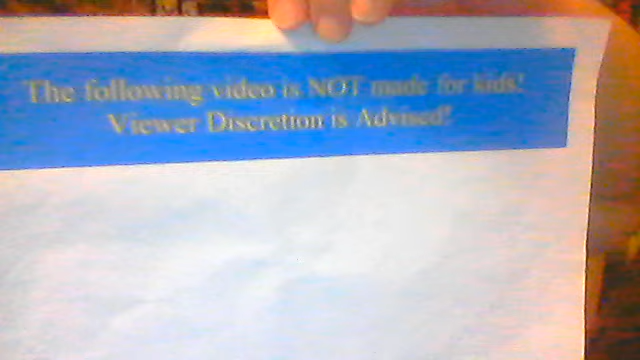 The following video is NOT made for kids!
Viewer Discretion is Advised!